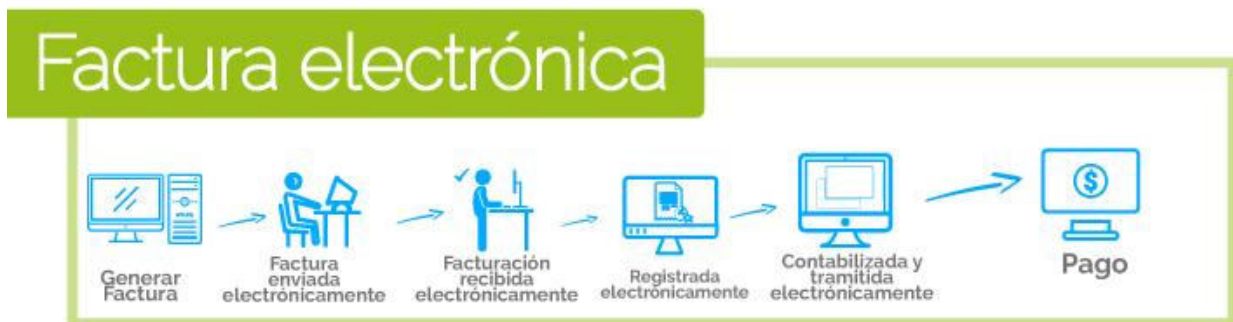 Factura electrónica
Generar
Factura
Factura
enviada
electrónicamente
Facturación
recibida
electrónicamente
Registrada
electrónicamente
Contabilizada y
tramitida
electrónicamente
$
Pago